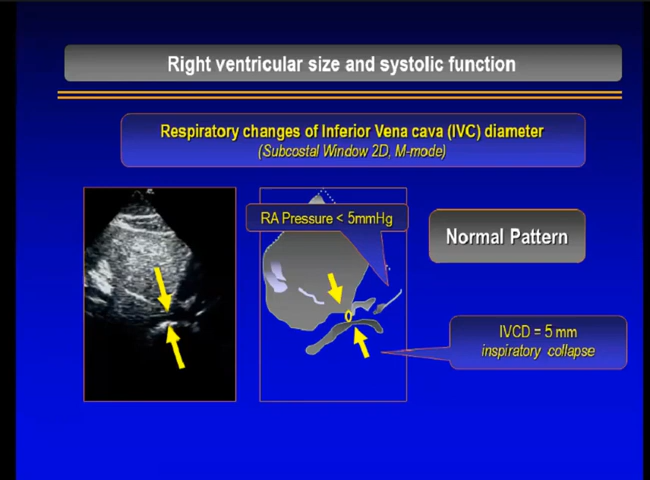 Right ventricular size and systolic function
Respiratory changes of Inferior Vena cava (IVC) diameter
(Subcostal Window 2D, M-mode)
RA Pressure < 5mmHg
Normal Pattern
IVCD = 5 mm
inspiratory collapse